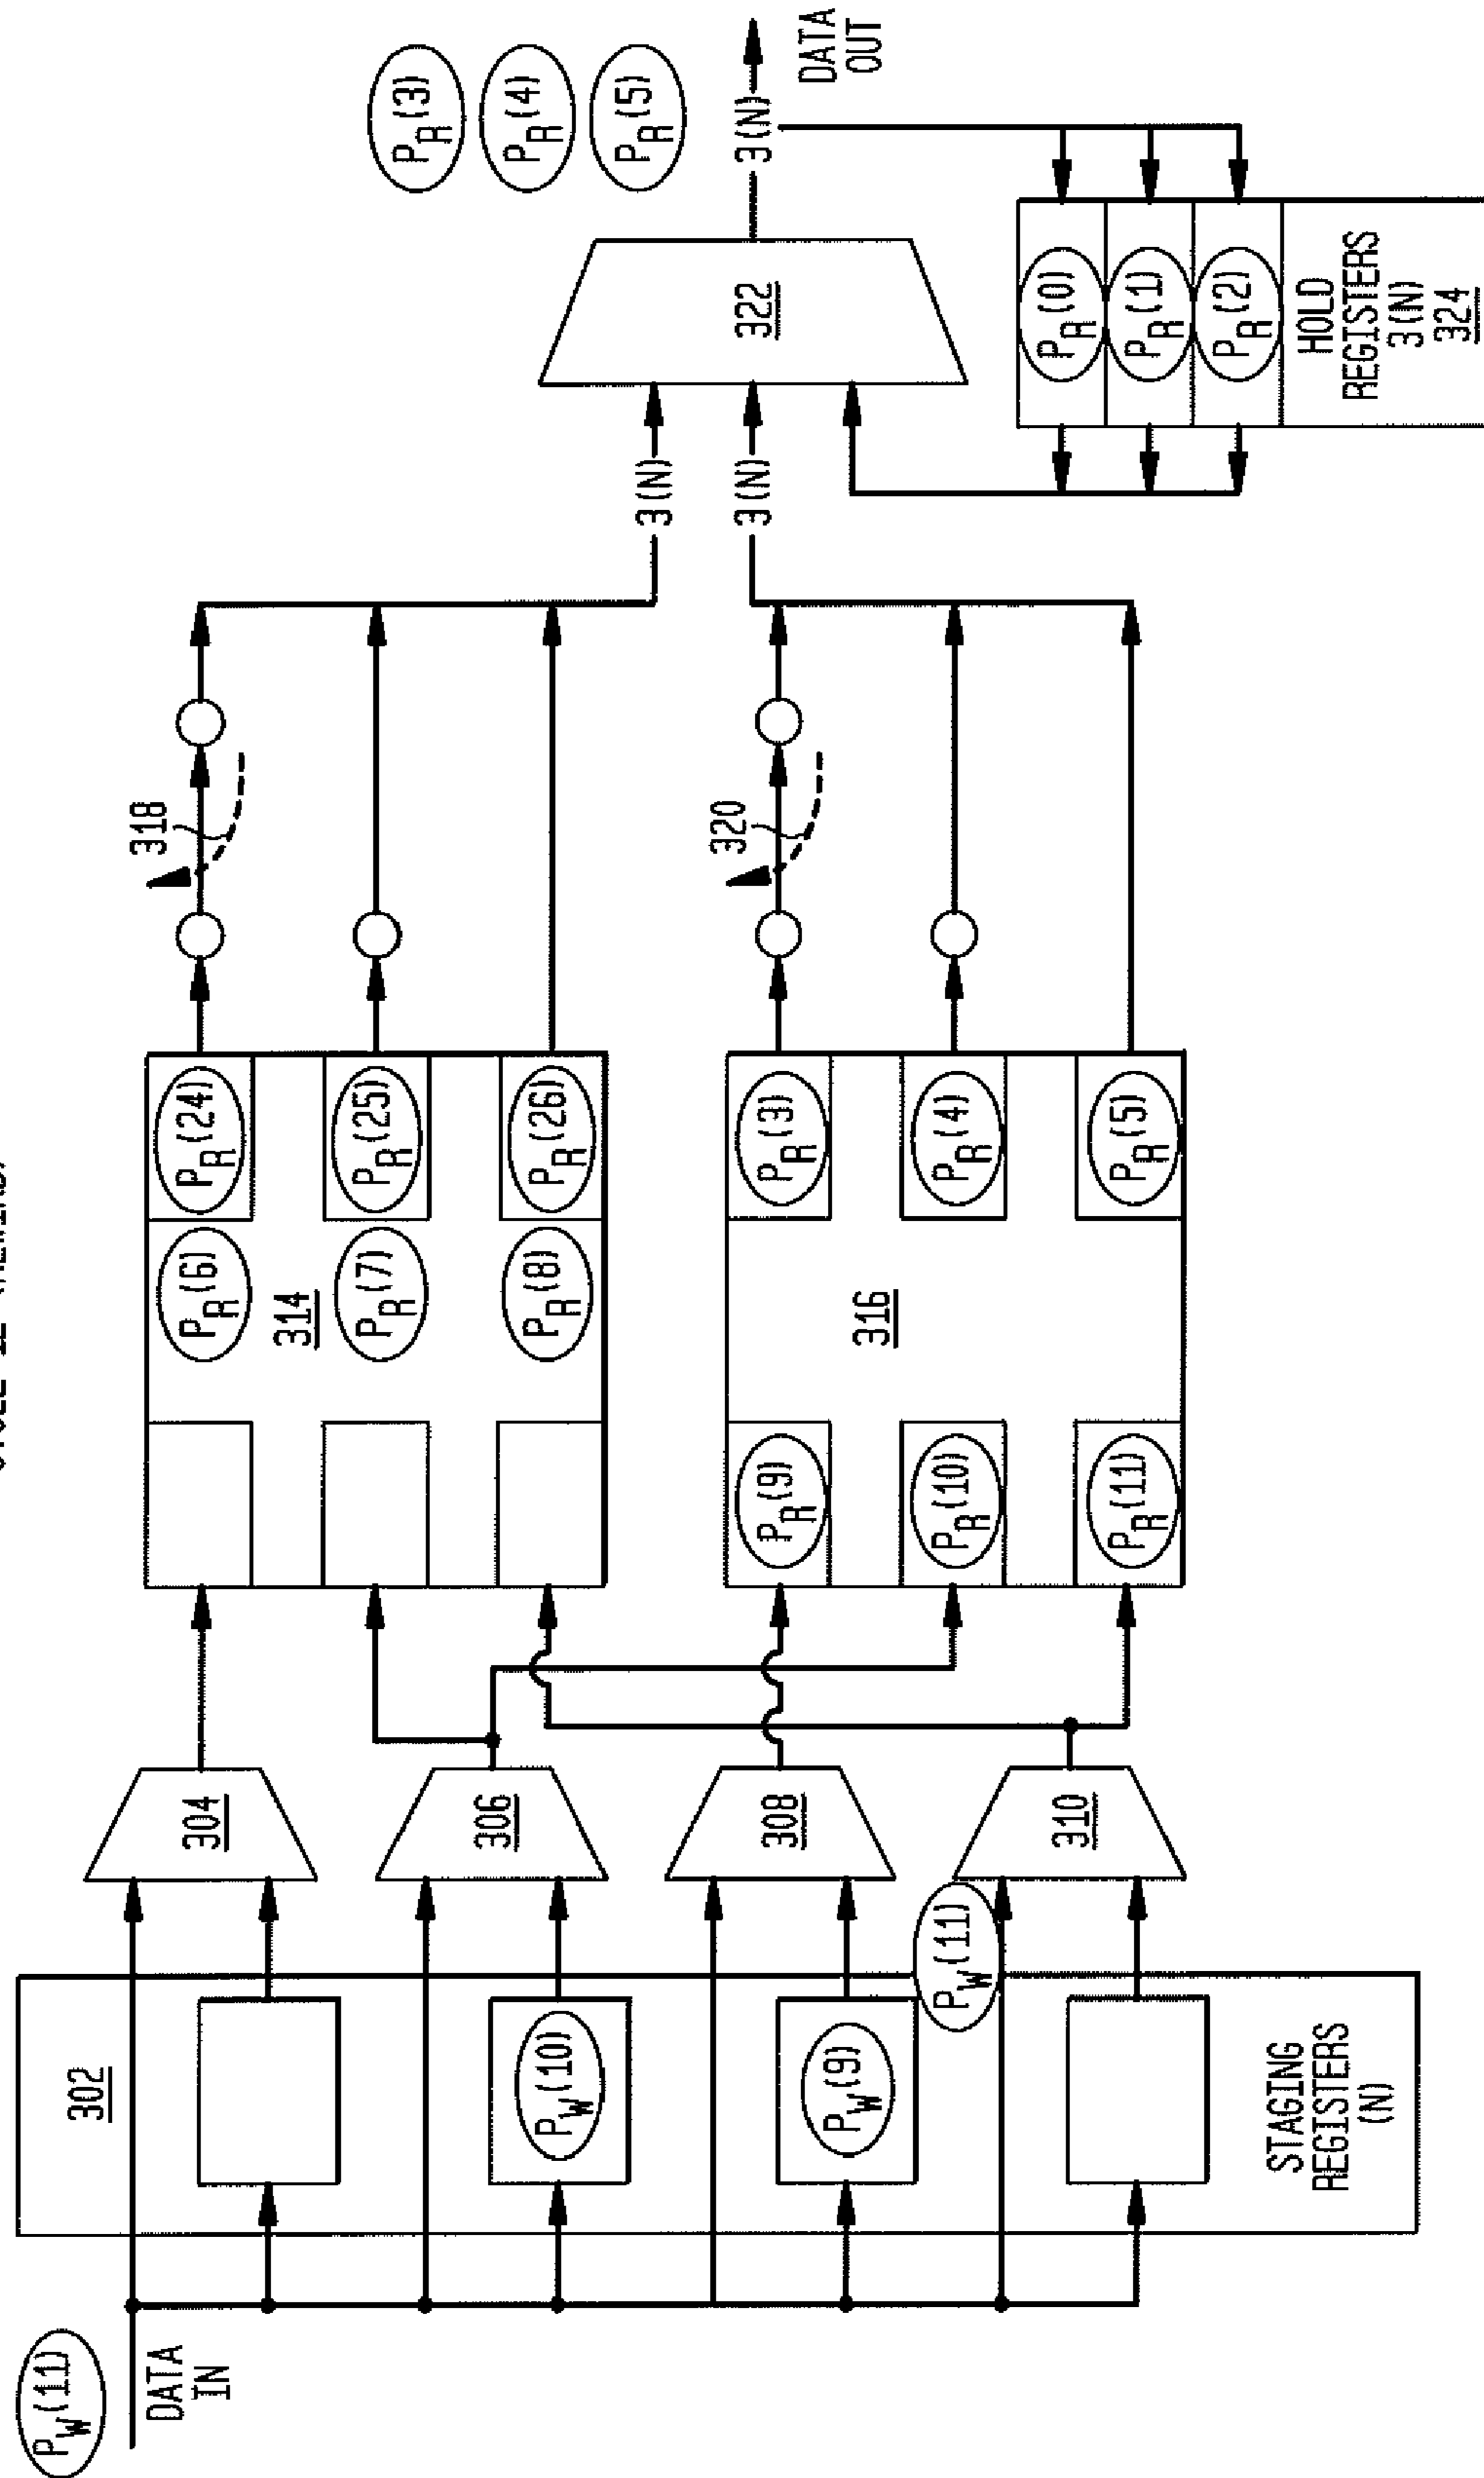 P_W(11)
DATA
IN
302
P_W(10)
P_W(9)
P_W(11)
STAGING
REGISTERS
(N)
304
306
308
310
P_R(6)
P_R(24)
P_R(7)
P_R(25)
P_R(8)
P_R(26)
314
P_R(9)
P_R(3)
P_R(10)
P_R(4)
P_R(11)
P_R(5)
316
318
320
3(N)
3(N)
322
3(N)
P_R(3)
P_R(4)
P_R(5)
DATA
OUT
P_R(0)
P_R(1)
P_R(2)
HOLD
REGISTERS
3(N)
324